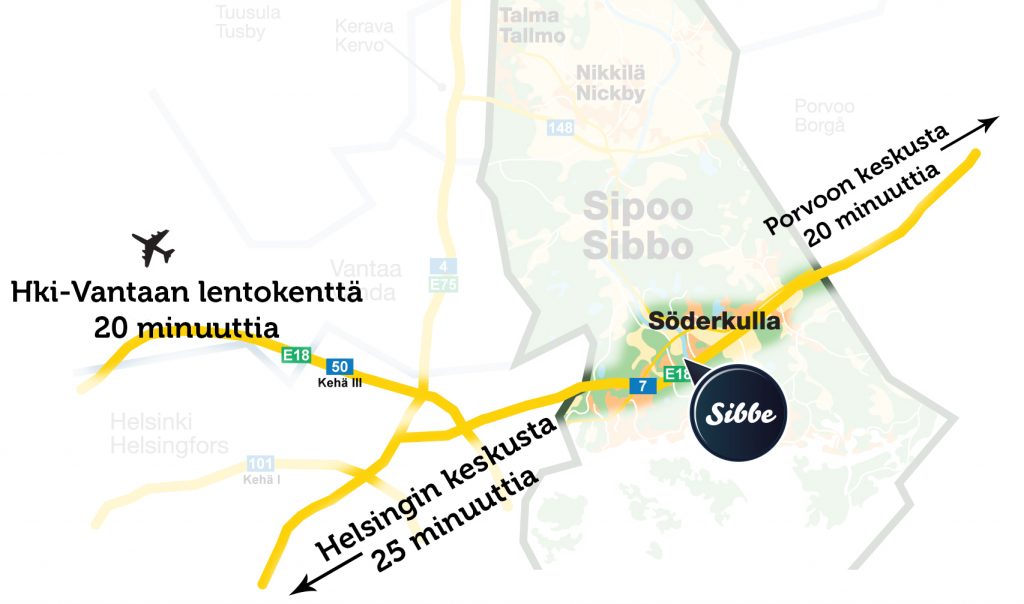 Tuusula
Tusby
Kerava
Kervo
Talma
Tallmo
Nikkilä
Nickby
148
Porvoo
Borgå
Porvoon keskusta
20 minuuttia
Sipoo
Sibbo
Vantaa
4
E75
Hki-Vantaan lentokenttä
20 minuuttia
Söderkulla
E18
50
Kehä III
7
E18
Sibbe
Helsinki
Helsingfors
101
Kehä I
Helsingin keskusta
25 minuuttia